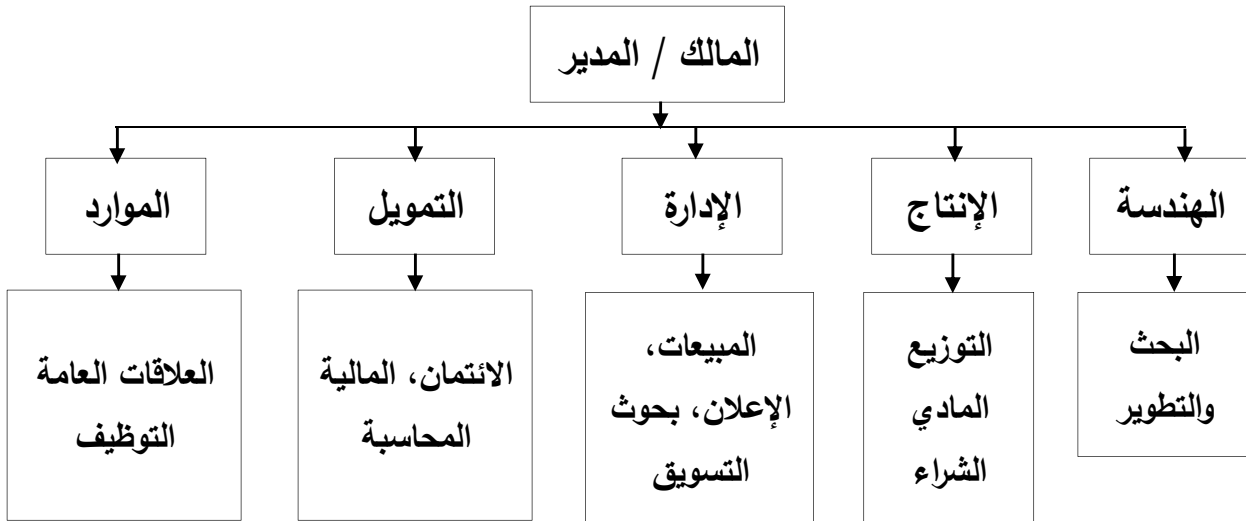 المالك / المدير
الهندسة
الإنتاج
الإدارة
التمويل
الموارد
البحث
والتطوير
التوزيع
المادي
الشراء
المبيعات،
الإعلان، بحوث
التسويق
الائتمان، المالية
المحاسبة
العلاقات العامة
التوظيف